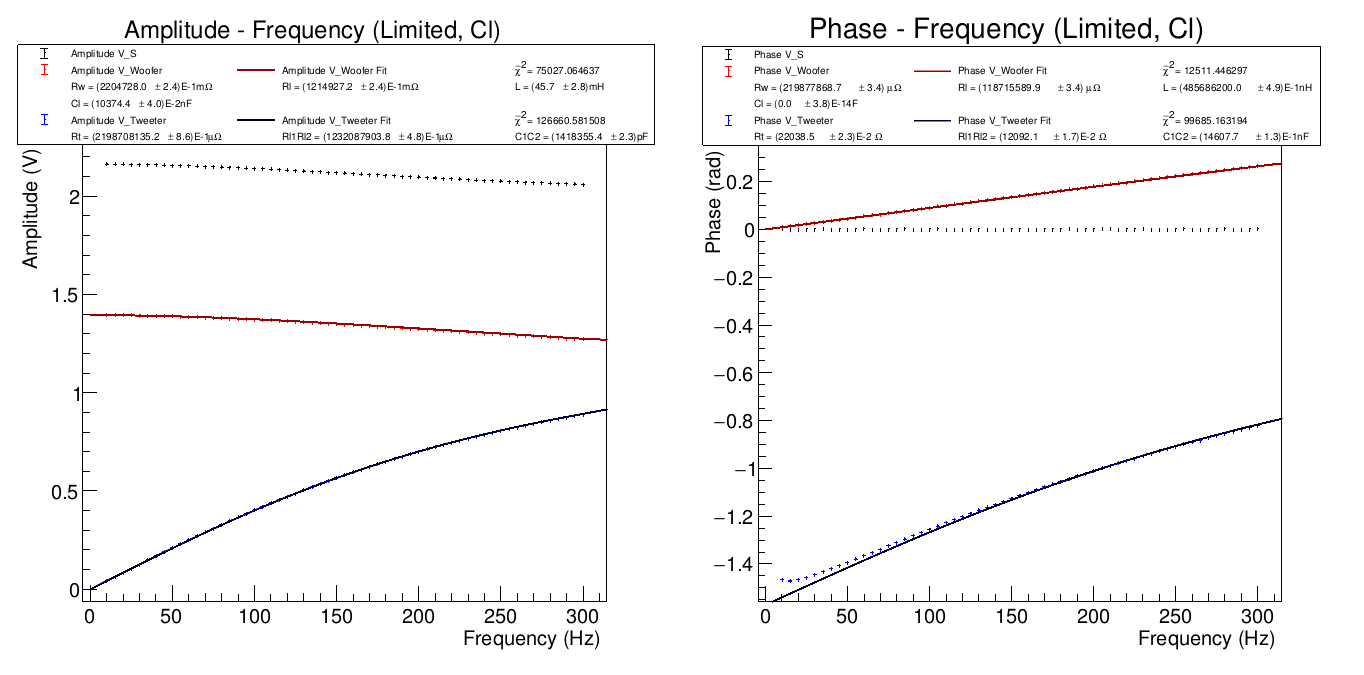 Amplitude - Frequency (Limited, Cl)
Amplitude V_S
Amplitude V_Woofer Amplitude V_Woofer Fit χ̄²= 75027.064637
Rw = (2204728.0 ± 2.4)E-1mΩ Rl = (1214927.2 ± 2.4)E-1mΩ L = (45.7 ± 2.8)mH
Cl = (10374.4 ± 4.0)E-2nF
Amplitude V_Tweeter Amplitude V_Tweeter Fit χ̄²= 126660.581508
Rt = (2198708135.2 ± 8.6)E-1μΩ Rl1Rl2 = (1232087903.8 ± 4.8)E-1μΩ C1C2 = (1418355.4 ± 2.3)pF
Amplitude (V)
2
1.5
1
0.5
0
0 50 100 150 200 250 300
Frequency (Hz)
Phase - Frequency (Limited, Cl)
Phase V_S
Phase V_Woofer Phase V_Woofer Fit χ̄²= 12511.446297
Rw = (219877868.7 ± 3.4) μΩ Rl = (118715589.9 ± 3.4) μΩ L = (485686200.0 ± 4.9)E-1nH
Cl = (0.0 ± 3.8)E-14F
Phase V_Tweeter Phase V_Tweeter Fit χ̄²= 99685.163194
Rt = (22038.5 ± 2.3)E-2 Ω Rl1Rl2 = (12092.1 ± 1.7)E-2 Ω C1C2 = (14607.7 ± 1.3)E-1nF
Phase (rad)
0.2
0
−0.2
−0.4
−0.6
−0.8
−1
−1.2
−1.4
0 50 100 150 200 250 300
Frequency (Hz)